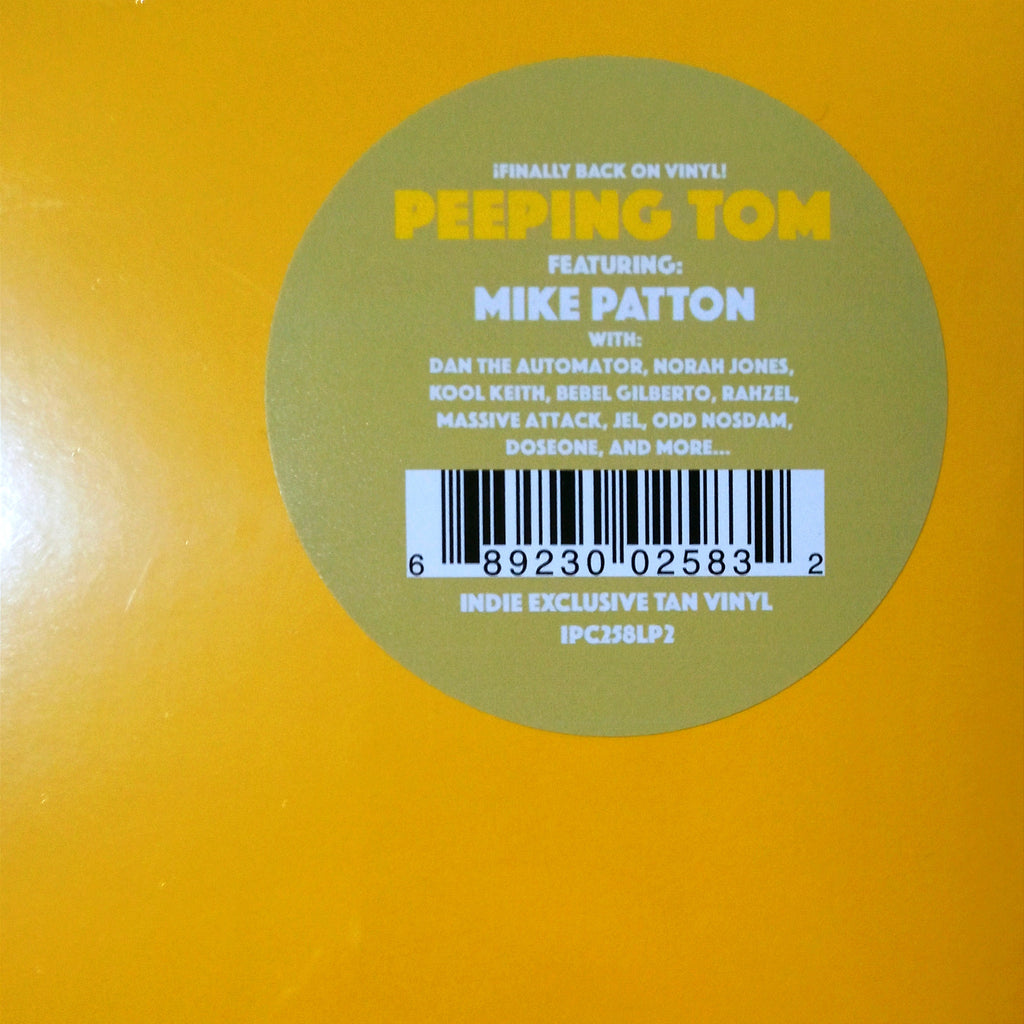 ¡FINALLY BACK ON VINYL!
PEEPING TOM
FEATURING:
MIKE PATTON
WITH:
DAN THE AUTOMATOR, NORAH JONES,
KOOL KEITH, BEBEL GILBERTO, RAHZEL,
MASSIVE ATTACK, JEL, ODD NOSDAM,
DOSEONE, AND MORE...
6 89230 02583 2
INDIE EXCLUSIVE TAN VINYL
IPC258LP2